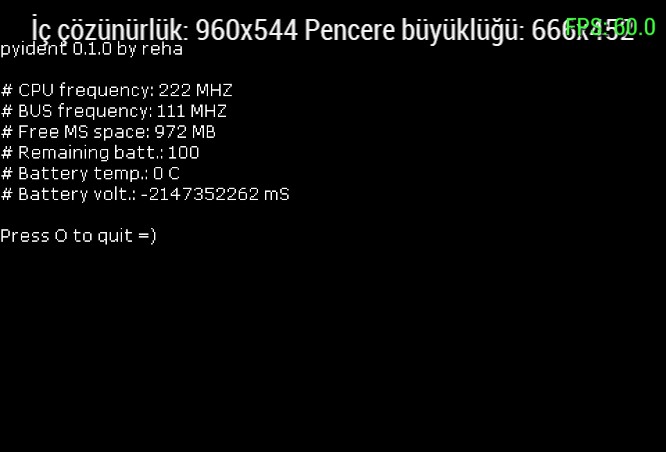 İç çözünürlük: 960x544 Pencere büyüklüğü: 666x452
FPS: 60.0
pyident 0.1.0 by reha
# CPU frequency: 222 MHZ
# BUS frequency: 111 MHZ
# Free MS space: 972 MB
# Remaining batt.: 100
# Battery temp.: 0 C
# Battery volt.: -2147352262 mS
Press O to quit =)